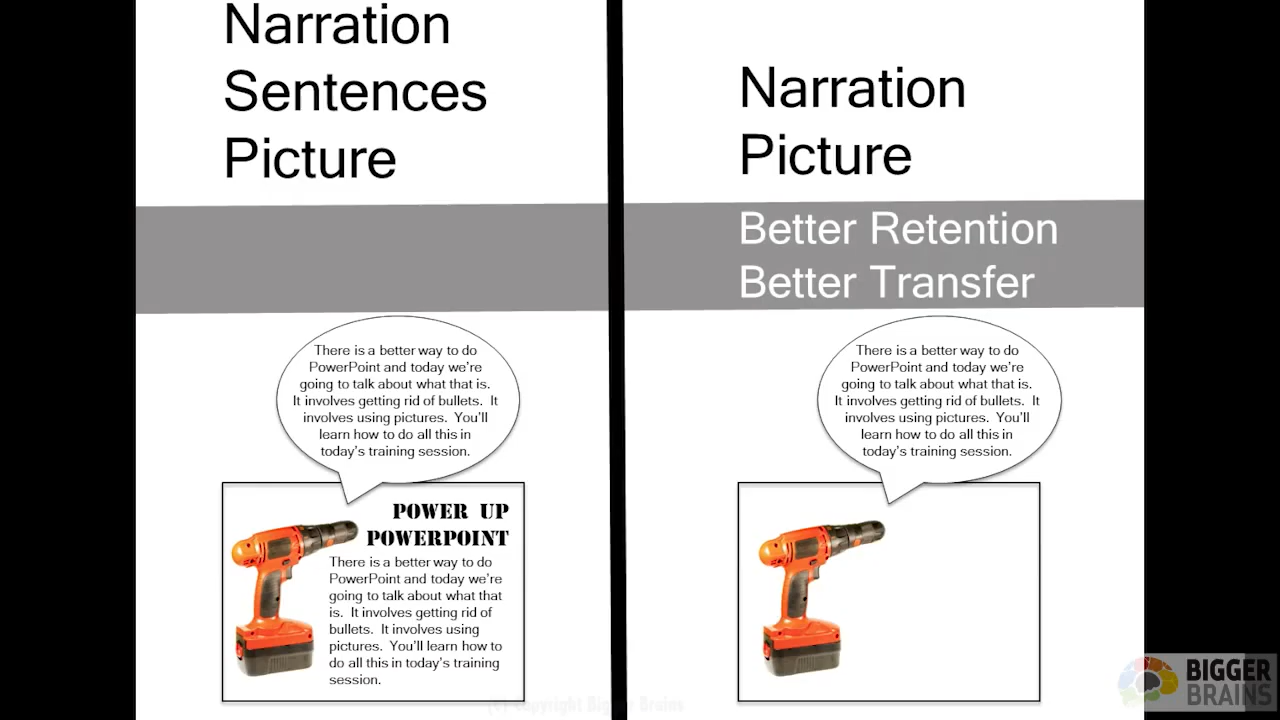 Narration
Sentences
Picture
There is a better way to do
PowerPoint and today we're
going to talk about what that is.
It involves getting rid of bullets. It
involves using pictures. You'll
learn how to do all this in
today's training session.
POWER UP
POWERPOINT
There is a better way to do
PowerPoint and today we're
going to talk about what that
is. It involves getting rid of
bullets. It involves using
pictures. You'll learn how to
do all this in today's training
session.
Narration
Picture
Better Retention
Better Transfer
There is a better way to do
PowerPoint and today we're
going to talk about what that is.
It involves getting rid of bullets. It
involves using pictures. You'll
learn how to do all this in
today's training session.
(c) Copyright Bigger Brains
BIGGER
BRAINS